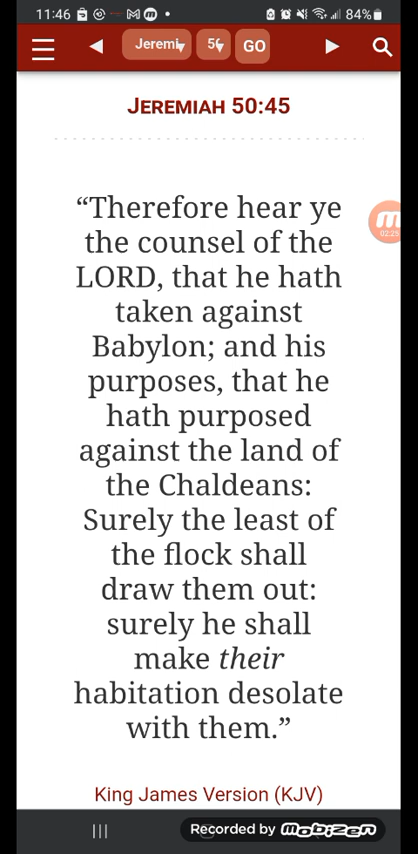 11:46 84%
Jeremi 50 GO
JEREMIAH 50:45
02:25
“Therefore hear ye
the counsel of the
LORD, that he hath
taken against
Babylon; and his
purposes, that he
hath purposed
against the land of
the Chaldeans:
Surely the least of
the flock shall
draw them out:
surely he shall
make their
habitation desolate
with them.”
King James Version (KJV)
Recorded by mobizen